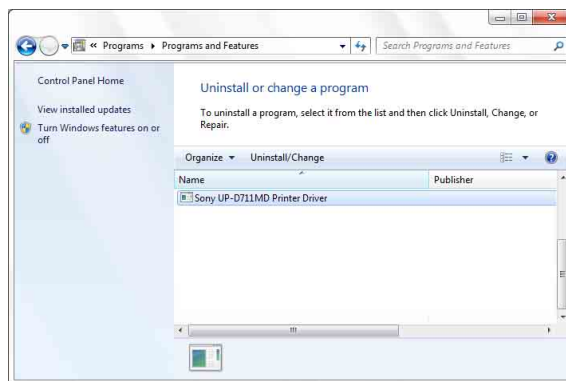 « Programs ▸ Programs and Features
Search Programs and Features
Control Panel Home
View installed updates
Turn Windows features on or
off
Uninstall or change a program
To uninstall a program, select it from the list and then click Uninstall, Change, or
Repair.
Organize Uninstall/Change
Name Publisher
Sony UP-D711MD Printer Driver